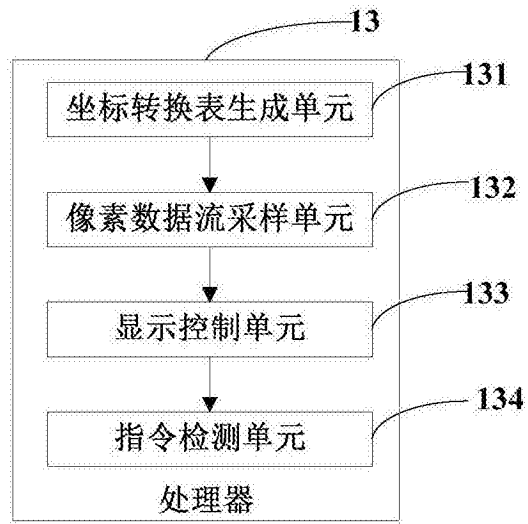 13
坐标转换表生成单元
131
像素数据流采样单元
132
显示控制单元
133
指令检测单元
134
处理器